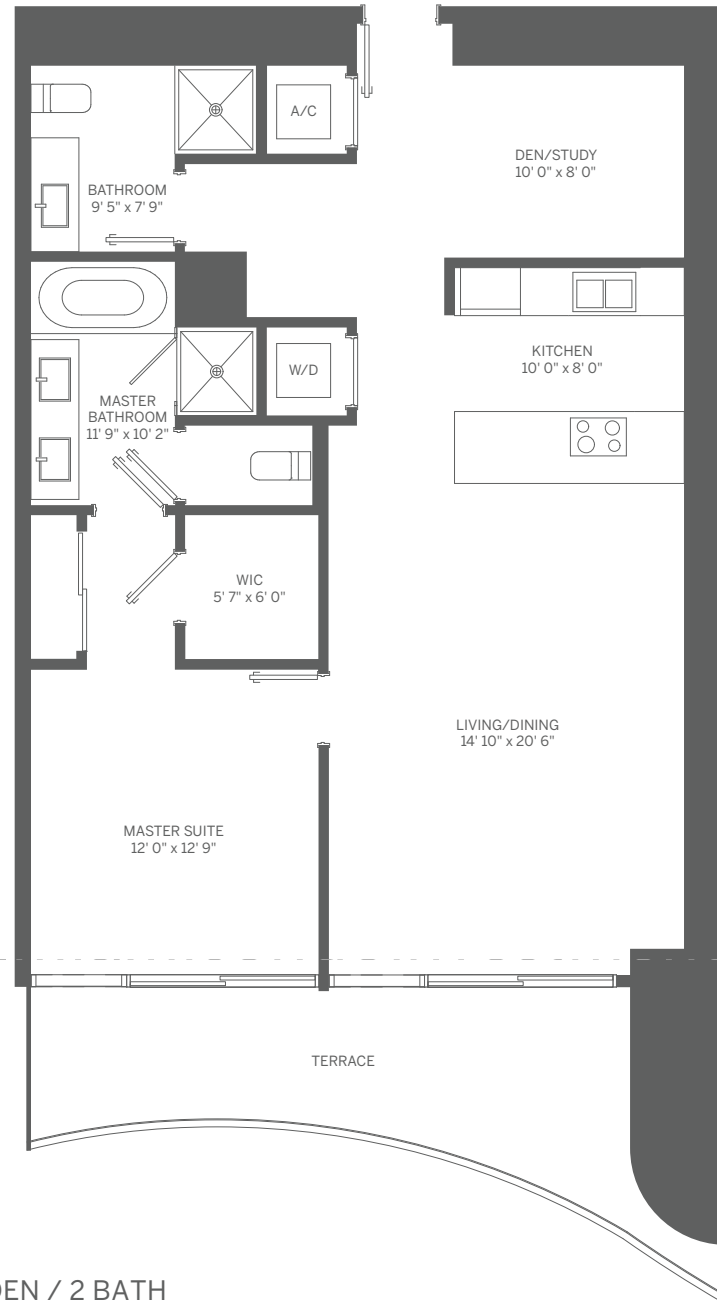 A/C
DEN/STUDY
10' 0" x 8' 0"
BATHROOM
9' 5" x 7' 9"
KITCHEN
10' 0" x 8' 0"
W/D
MASTER
BATHROOM
11' 9" x 10' 2"
WIC
5' 7" x 6' 0"
LIVING/DINING
14' 10" x 20' 6"
MASTER SUITE
12' 0" x 12' 9"
TERRACE
DEN / 2 BATH